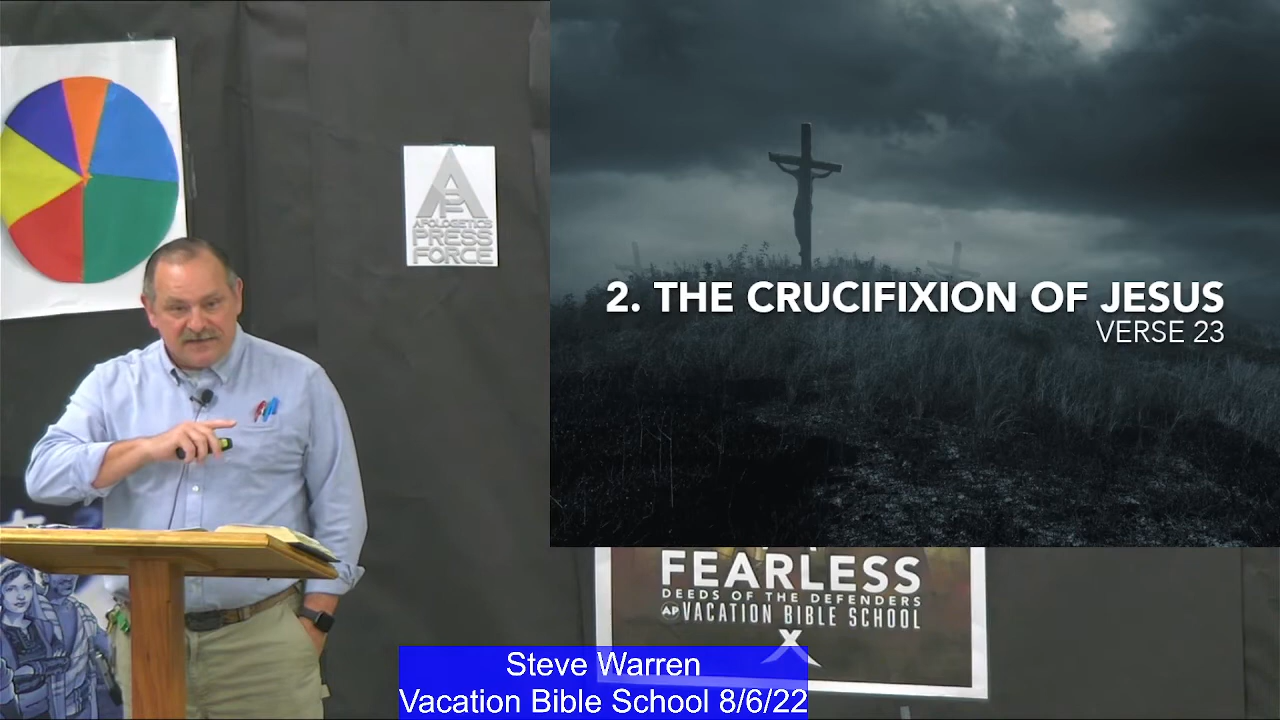 AP
APOLOGETICS
PRESS
FORCE
2. THE CRUCIFIXION OF JESUS
VERSE 23
FEARLESS
DEEDS OF THE DEFENDERS
AP VACATION BIBLE SCHOOL
X
Steve Warren
Vacation Bible School 8/6/22